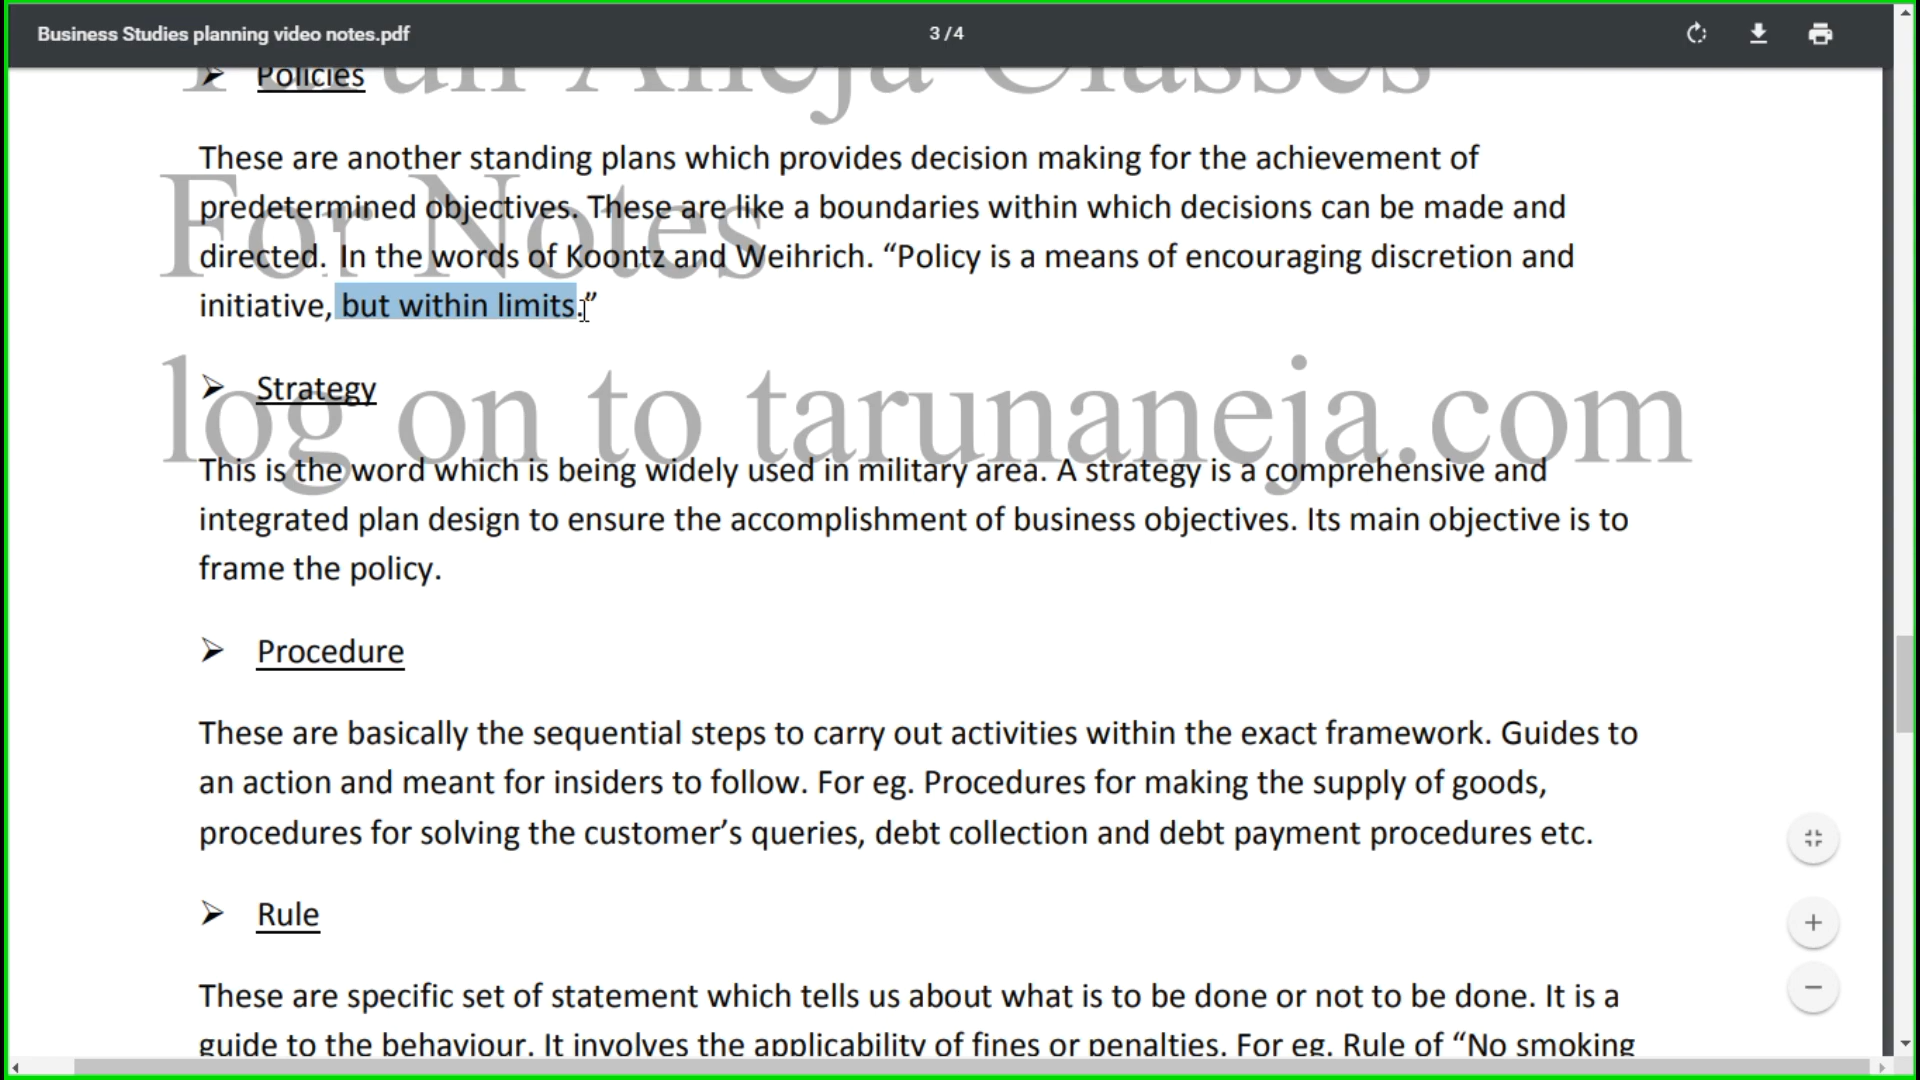 Business Studies planning video notes.pdf
3 / 4
Tarun Aneja Classes
➢ Policies
These are another standing plans which provides decision making for the achievement of
predetermined objectives. These are like a boundaries within which decisions can be made and
For Notes
directed. In the words of Koontz and Weihrich. “Policy is a means of encouraging discretion and
initiative, but within limits.”
➢ Strategy
log on to tarunaneja.com
This is the word which is being widely used in military area. A strategy is a comprehensive and
integrated plan design to ensure the accomplishment of business objectives. Its main objective is to
frame the policy.
➢ Procedure
These are basically the sequential steps to carry out activities within the exact framework. Guides to
an action and meant for insiders to follow. For eg. Procedures for making the supply of goods,
procedures for solving the customer’s queries, debt collection and debt payment procedures etc.
➢ Rule
These are specific set of statement which tells us about what is to be done or not to be done. It is a
guide to the behaviour. It involves the applicability of fines or penalties. For eg. Rule of “No smoking